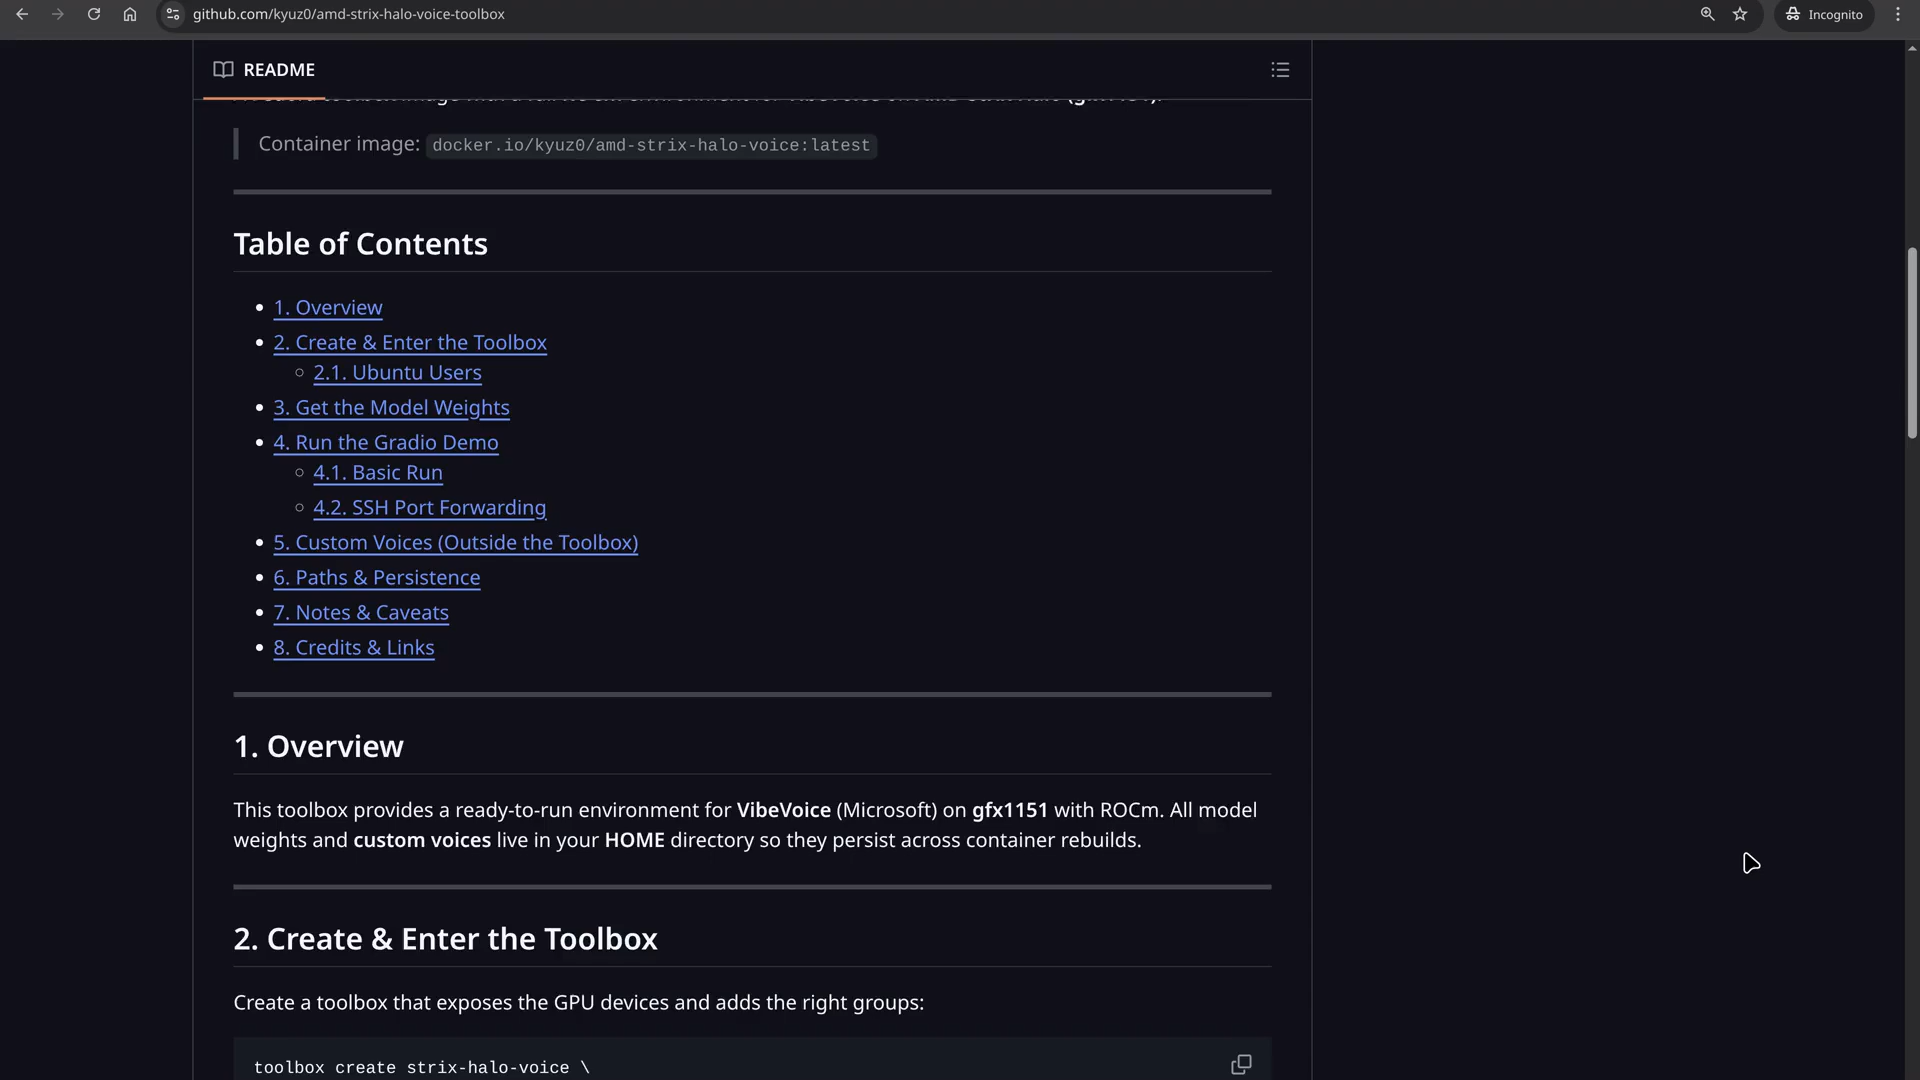 github.com/kyuz0/amd-strix-halo-voice-toolbox
Incognito
README
Container image: docker.io/kyuz0/amd-strix-halo-voice:latest
Table of Contents
1. Overview
2. Create & Enter the Toolbox
2.1. Ubuntu Users
3. Get the Model Weights
4. Run the Gradio Demo
4.1. Basic Run
4.2. SSH Port Forwarding
5. Custom Voices (Outside the Toolbox)
6. Paths & Persistence
7. Notes & Caveats
8. Credits & Links
1. Overview
This toolbox provides a ready-to-run environment for VibeVoice (Microsoft) on gfx1151 with ROCm. All model
weights and custom voices live in your HOME directory so they persist across container rebuilds.
2. Create & Enter the Toolbox
Create a toolbox that exposes the GPU devices and adds the right groups:
toolbox create strix-halo-voice \